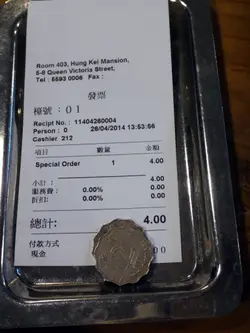 Room 403, Hung Kei Mansion,
5-8 Queen Victoria Street,
Tel : 5593 0006 Fax :
發票
檯號 : 01
Recipt No.: 11404260004
Person : 0 26/04/2014 13:53:56
Cashier 212
項目 數量 金額
Special Order 1 4.00
小計 : 4.00
服務費 : 0.00% 0.00
折扣: 0.00% 0.00
總計: 4.00
付款方式
現金